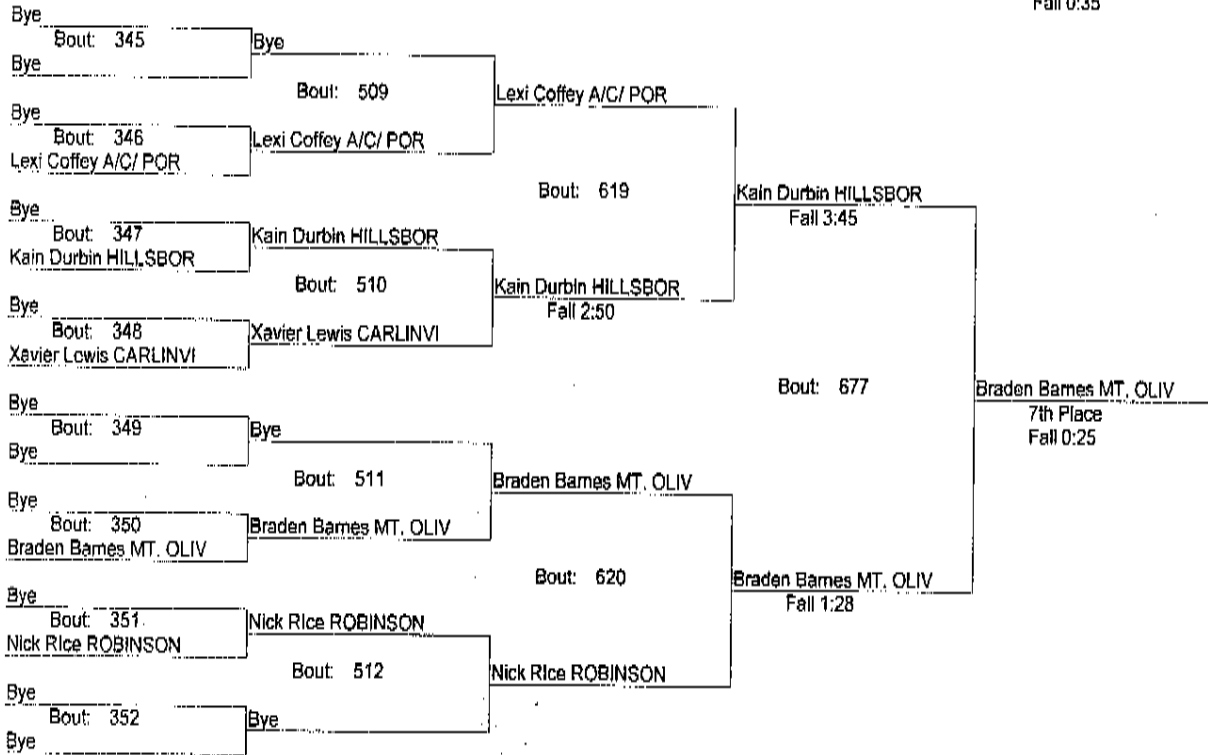 Fall 0:35
Bye
Bout: 345
Bye
Bye
Bout: 509
Lexi Coffey A/C/ POR
Bye
Bout: 346
Lexi Coffey A/C/ POR
Lexi Coffey A/C/ POR
Bout: 619
Kain Durbin HILLSBOR
Fall 3:45
Bye
Bout: 347
Kain Durbin HILLSBOR
Kain Durbin HILLSBOR
Bout: 510
Kain Durbin HILLSBOR
Fall 2:50
Bye
Bout: 348
Xavier Lewis CARLINVI
Xavier Lewis CARLINVI
Bout: 677
Braden Barnes MT. OLIV
7th Place
Fall 0:25
Bye
Bout: 349
Bye
Bye
Bout: 511
Braden Barnes MT. OLIV
Bye
Bout: 350
Braden Barnes MT. OLIV
Braden Barnes MT. OLIV
Bout: 620
Braden Barnes MT. OLIV
Fall 1:28
Bye
Bout: 351
Nick Rice ROBINSON
Nick Rice ROBINSON
Bout: 512
Nick Rice ROBINSON
Bye
Bout: 352
Bye
Bye